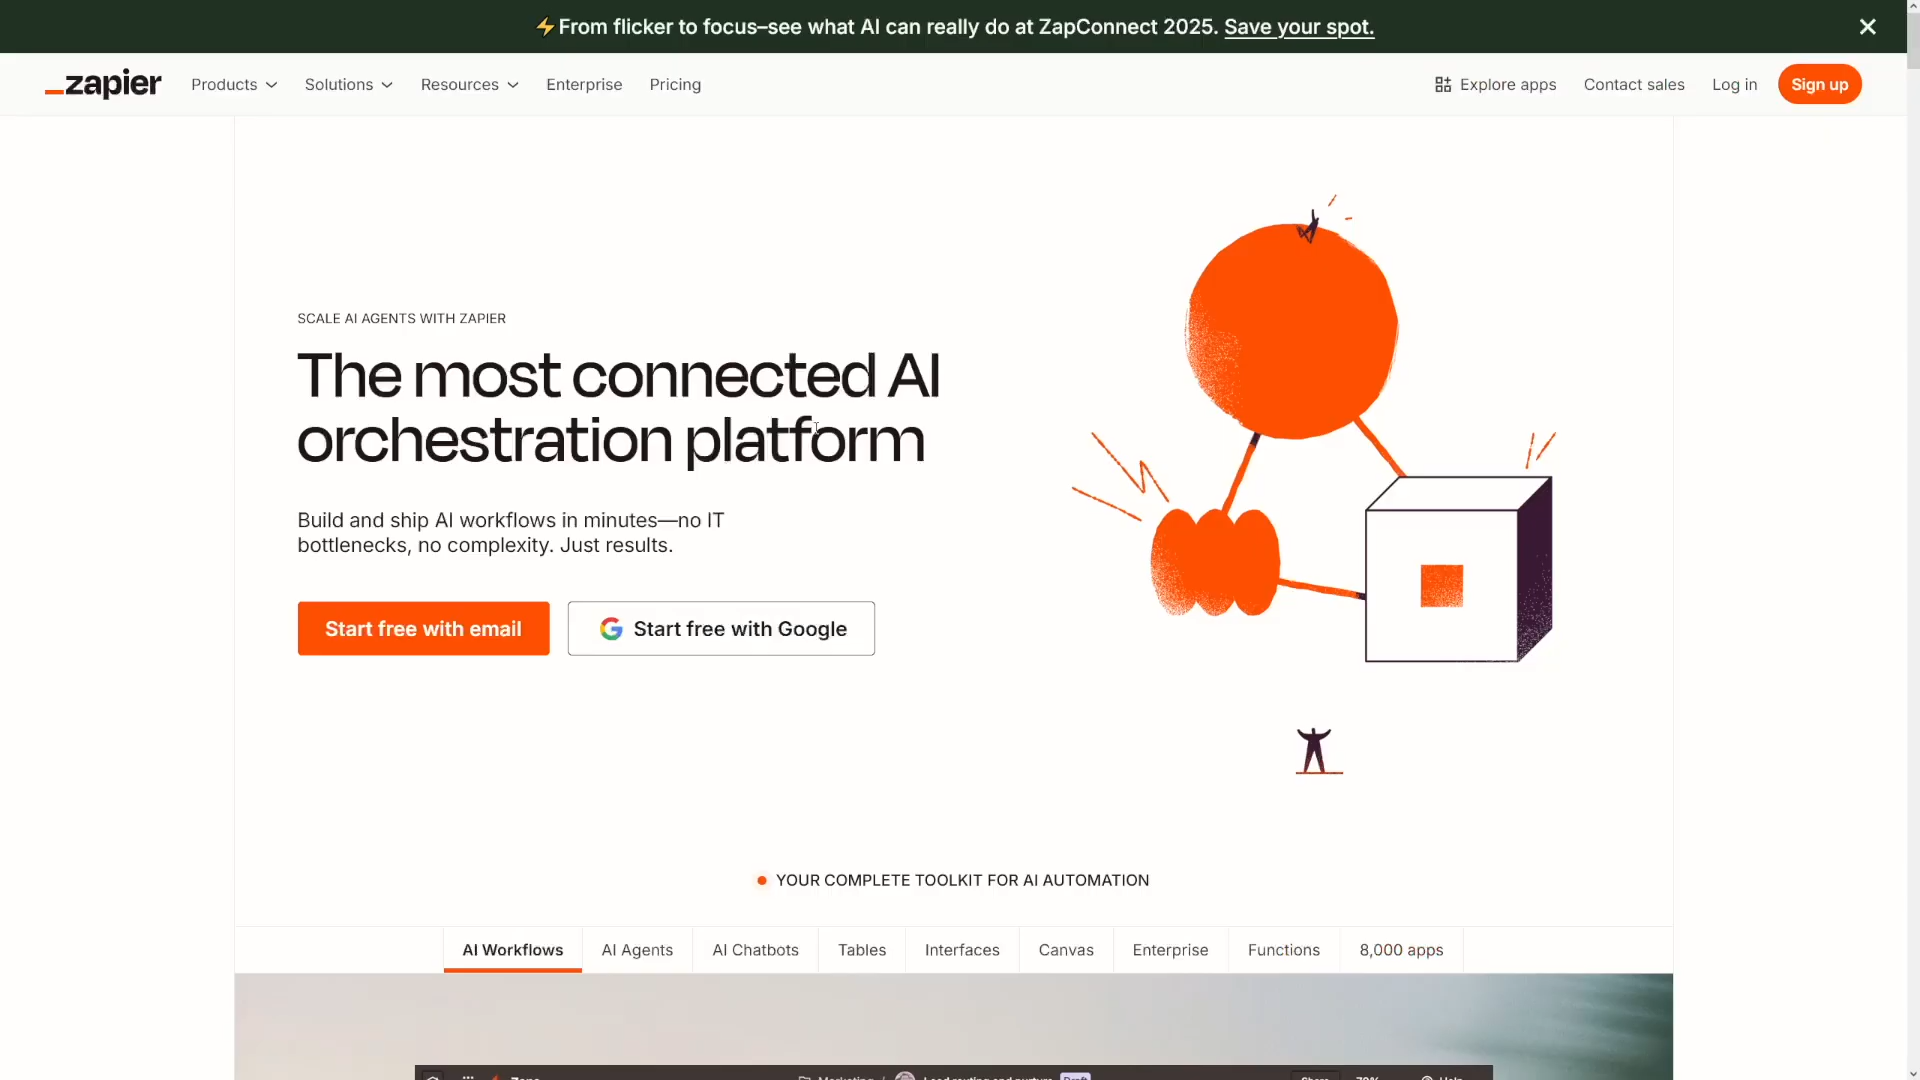 ⚡From flicker to focus–see what AI can really do at ZapConnect 2025. Save your spot.
zapier
Products
Solutions
Resources
Enterprise
Pricing
Explore apps
Contact sales
Log in
Sign up
SCALE AI AGENTS WITH ZAPIER
The most connected AI
orchestration platform
Build and ship AI workflows in minutes—no IT
bottlenecks, no complexity. Just results.
Start free with email
Start free with Google
YOUR COMPLETE TOOLKIT FOR AI AUTOMATION
AI Workflows
AI Agents
AI Chatbots
Tables
Interfaces
Canvas
Enterprise
Functions
8,000 apps